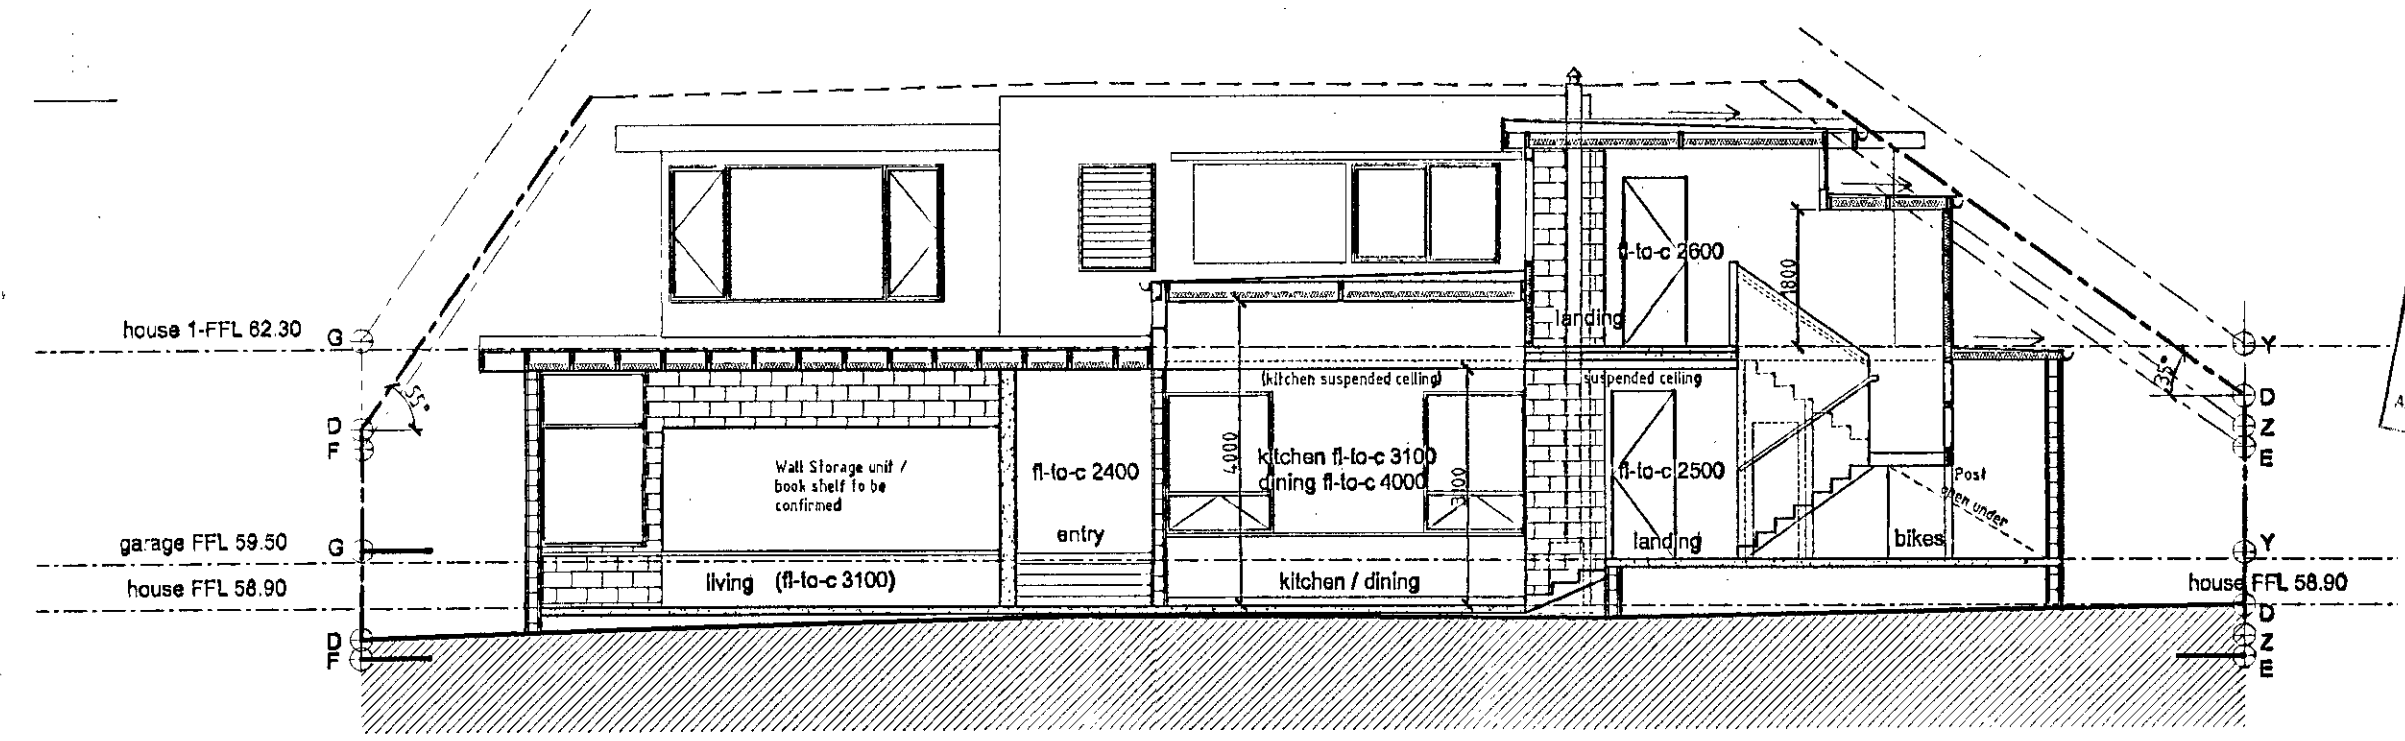 house 1-FFL 62.30
G
Y
fl-to-c 2600
1800
landing
(kitchen suspended ceiling)
suspended ceiling
55°
35°
D
F
D
Z
E
Wall Storage unit /
book shelf to be
confirmed
fl-to-c 2400
4000
kitchen fl-to-c 3100
dining fl-to-c 4000
fl-to-c 2500
Post
open under
garage FFL 59.50
G
entry
landing
bikes
Y
house FFL 58.90
living (fl-to-c 3100)
kitchen / dining
house FFL 58.90
D
F
D
Z
E